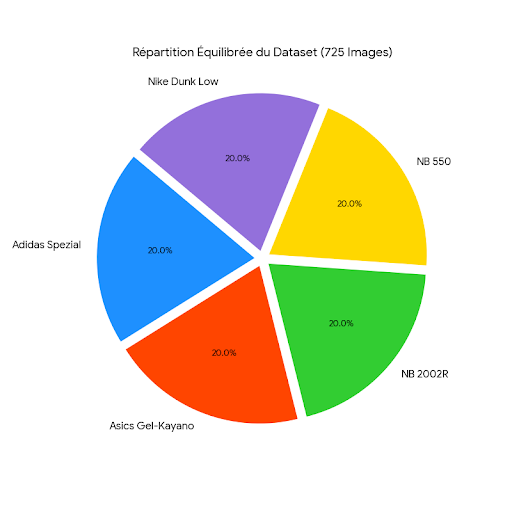 Répartition Équilibrée du Dataset (725 Images)
Nike Dunk Low
20.0%
NB 550
20.0%
Adidas Spezial
20.0%
20.0%
NB 2002R
20.0%
Asics Gel-Kayano